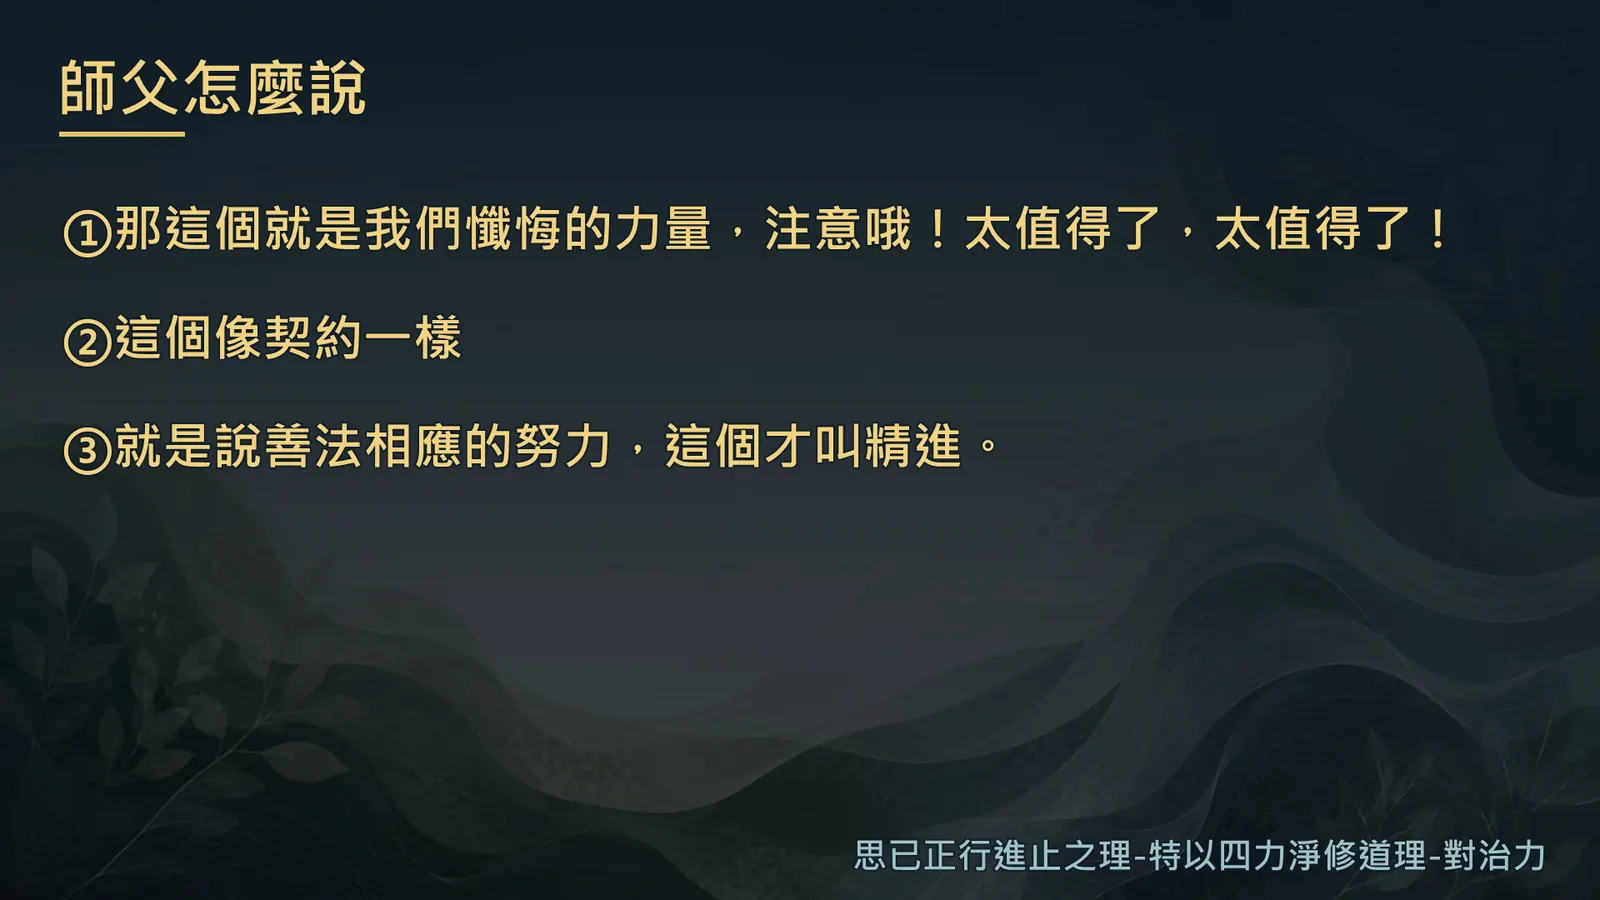 師父怎麼說
①那這個就是我們懺悔的力量，注意哦！太值得了，太值得了！
②這個像契約一樣
③就是說善法相應的努力，這個才叫精進。
思已正行進止之理-特以四力淨修道理-對治力